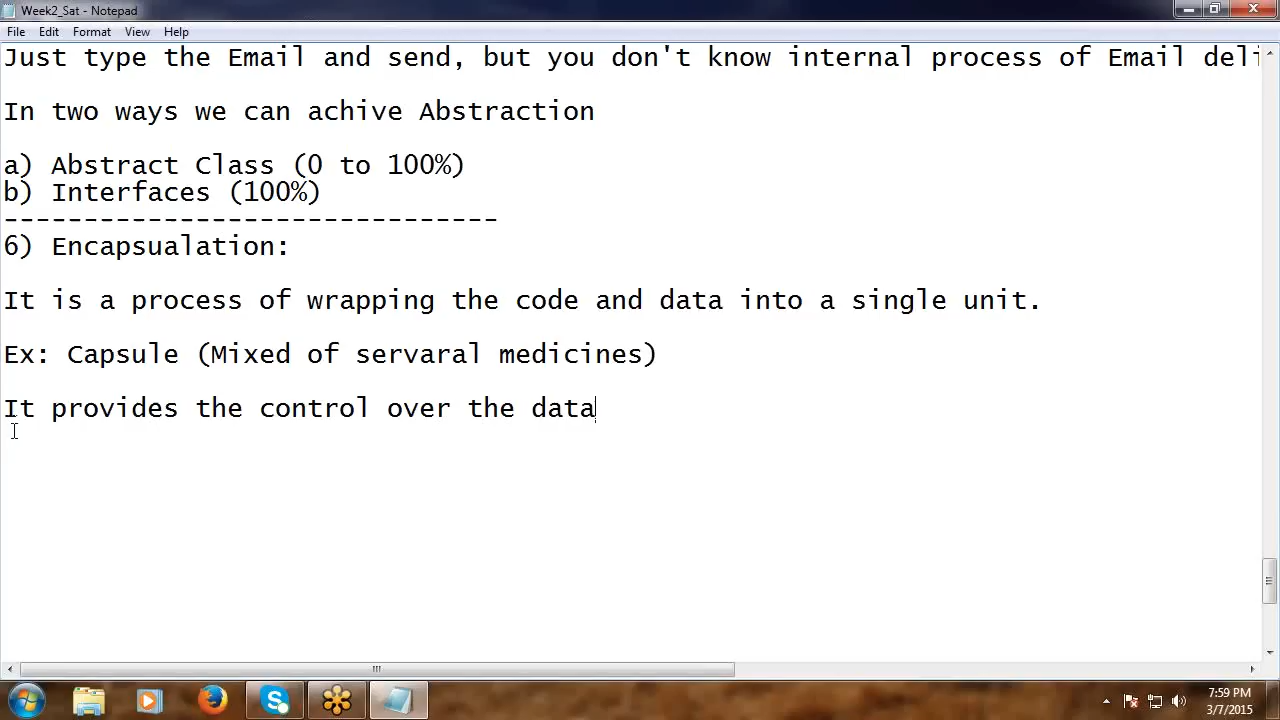 Week2_Sat - Notepad
File Edit Format View Help
Just type the Email and send, but you don't know internal process of Email deli
In two ways we can achive Abstraction
a) Abstract Class (0 to 100%)
b) Interfaces (100%)
-------------------------------
6) Encapsualation:
It is a process of wrapping the code and data into a single unit.
Ex: Capsule (Mixed of servaral medicines)
It provides the control over the data
7:59 PM
3/7/2015